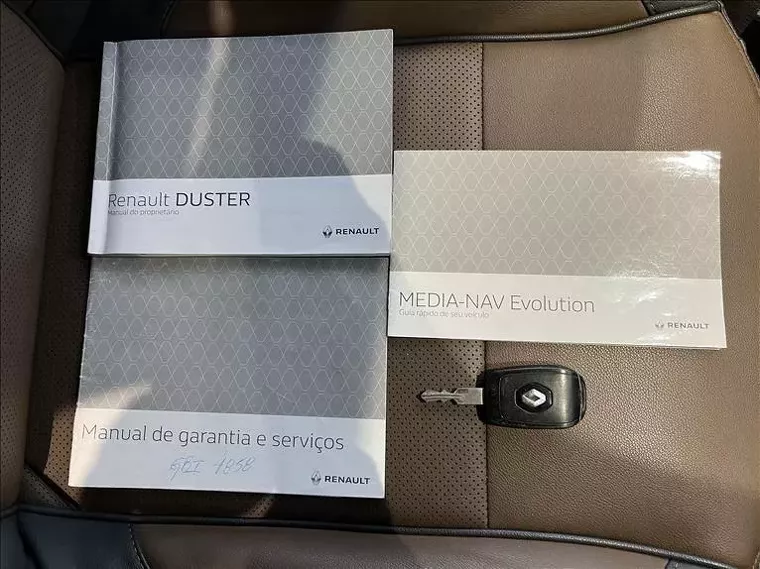 Renault DUSTER
Manual do proprietário
RENAULT
MEDIA-NAV Evolution
Guia rápido de seu veículo
RENAULT
Manual de garantia e serviços
RENAULT